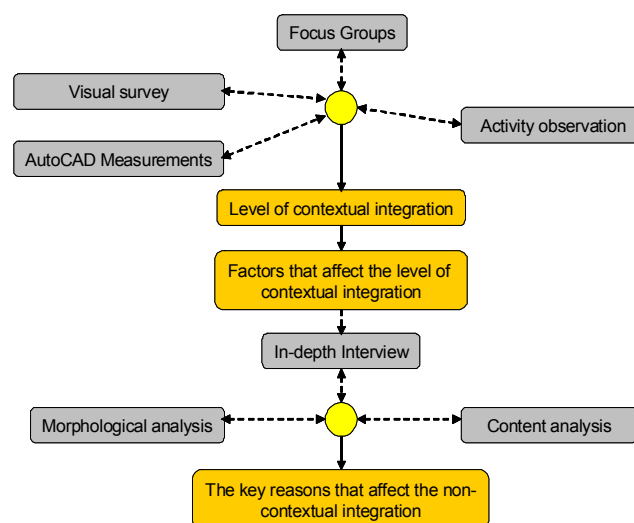 Focus Groups
Visual survey
Activity observation
AutoCAD Measurements
Level of contextual integration
Factors that affect the level of
contextual integration
In-depth Interview
Morphological analysis
Content analysis
The key reasons that affect the non-
contextual integration